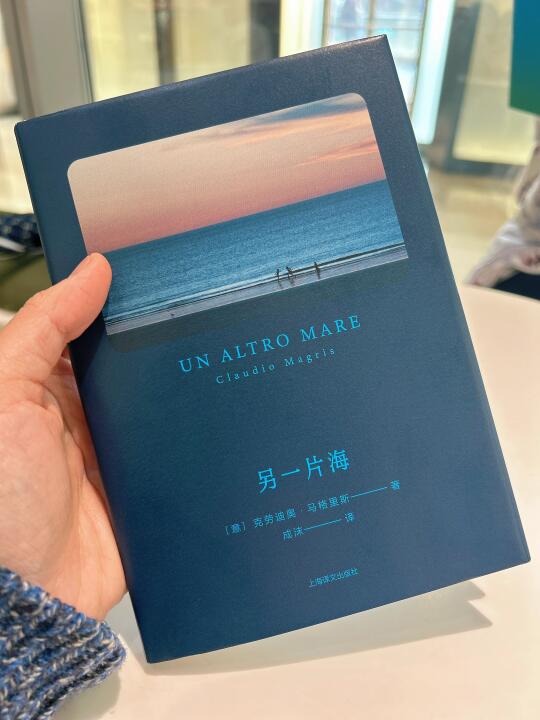 UN ALTRO MARE
Claudio Magris
另一片海
[意] 克劳迪奥·马格里斯——著
成沫——译
上海译文出版社